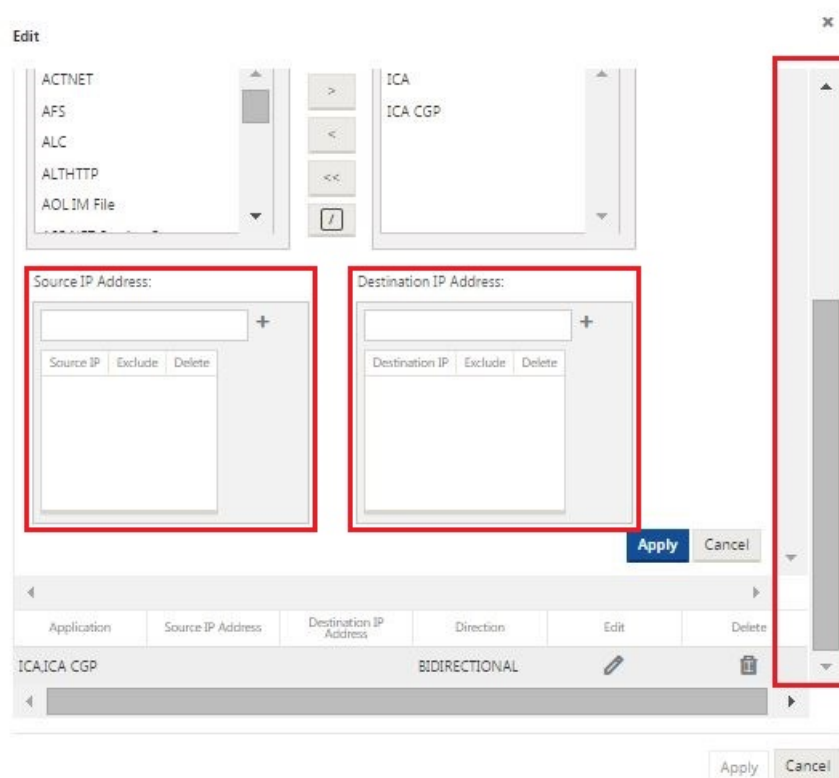 Edit
ACTNET
AFS
ALC
ALTHTTP
AOL IM File
>
<
<<
/
ICA
ICA CGP
Source IP Address:
Destination IP Address:
+
+
Source IP Exclude Delete
Destination IP Exclude Delete
Apply Cancel
Application Source IP Address Destination IP Address Direction Edit Delete
ICA,ICA CGP BIDIRECTIONAL
Apply Cancel